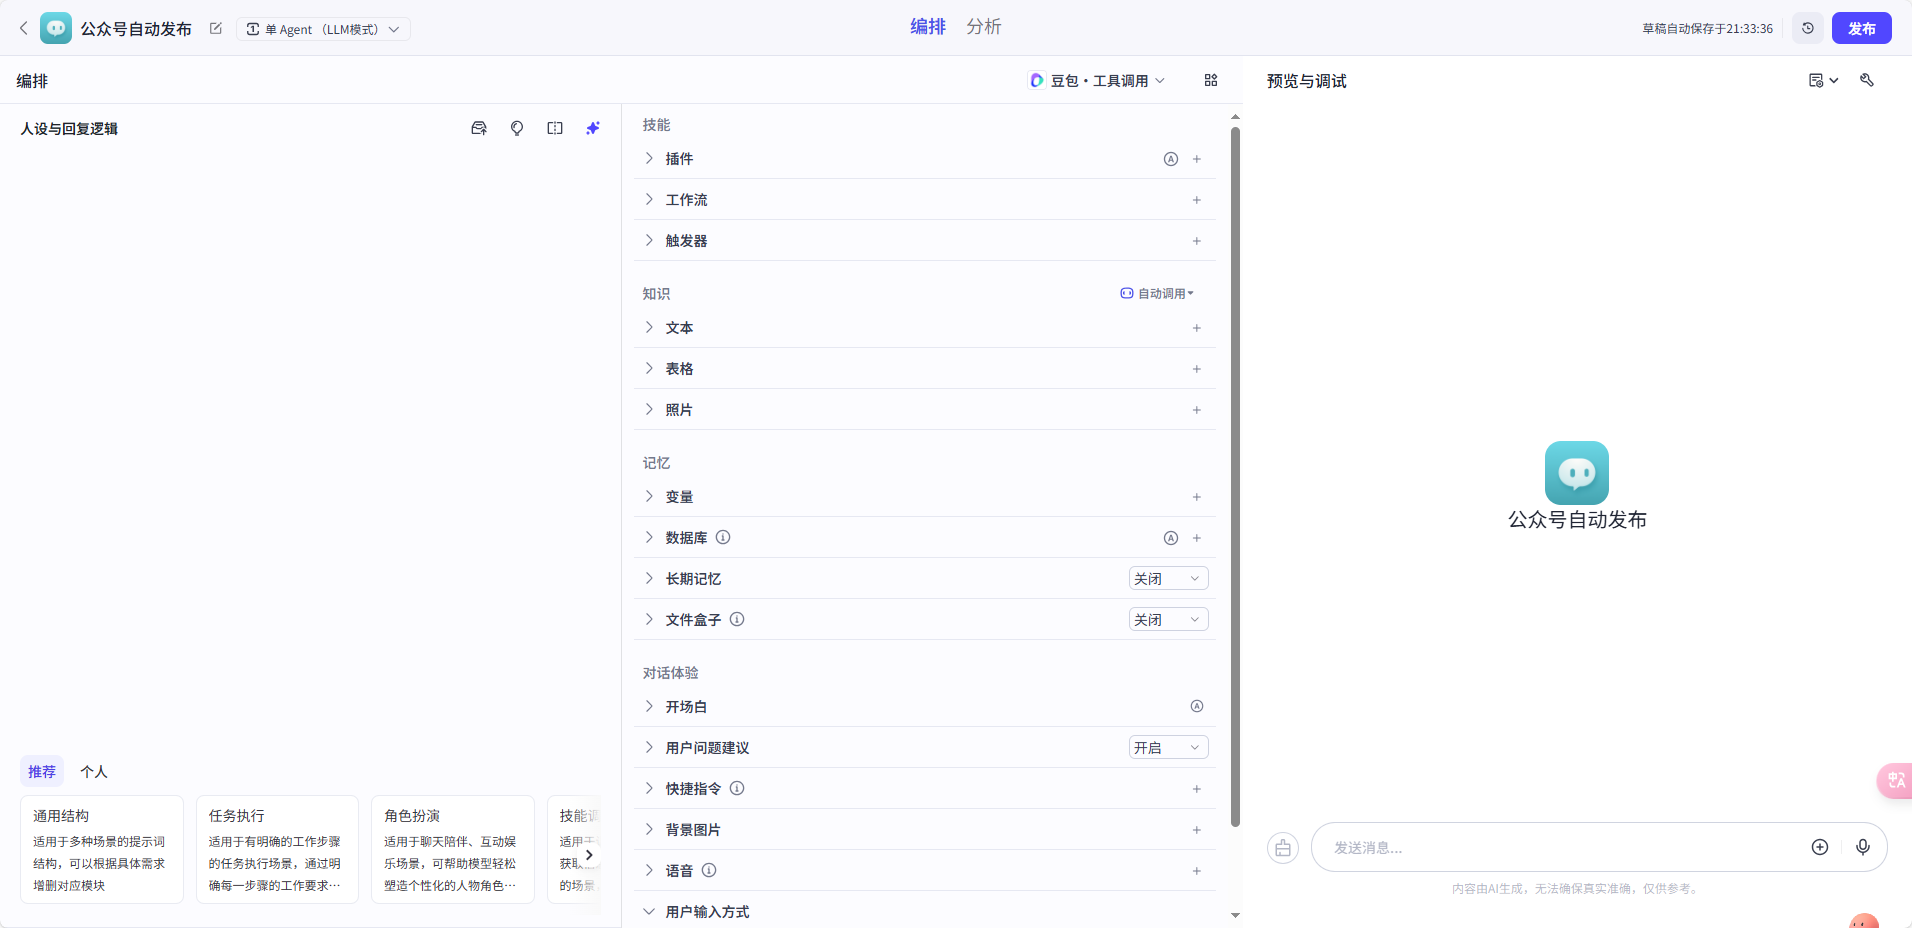 公众号自动发布
单 Agent （LLM模式）
编排
分析
草稿自动保存于21:33:36
发布
编排
豆包・工具调用
预览与调试
人设与回复逻辑
技能
插件
工作流
触发器
知识
自动调用
文本
表格
照片
记忆
变量
数据库
长期记忆
关闭
文件盒子
关闭
对话体验
开场白
用户问题建议
开启
快捷指令
背景图片
语音
用户输入方式
推荐
个人
通用结构
适用于多种场景的提示词
结构，可以根据具体需求
增删对应模块
任务执行
适用于有明确的工作步骤
的任务执行场景，通过明
确每一步骤的工作要求…
角色扮演
适用于聊天陪伴、互动娱
乐场景，可帮助模型轻松
塑造个性化的人物角色…
技能调
适用于
获取
的场景
公众号自动发布
发送消息...
内容由AI生成，无法确保真实准确，仅供参考。
中A